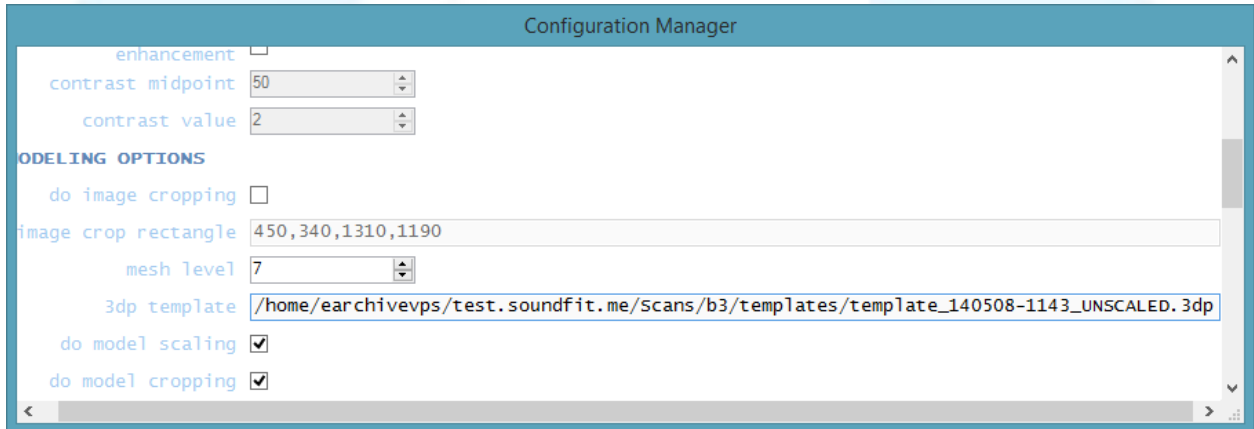 Configuration Manager
enhancement
contrast midpoint 50
contrast value 2
ODELING OPTIONS
do image cropping
image crop rectangle 450,340,1310,1190
mesh level 7
3dp template /home/earchivevps/test.soundfit.me/Scans/b3/templates/template_140508-1143_UNSCALED.3dp
do model scaling
do model cropping